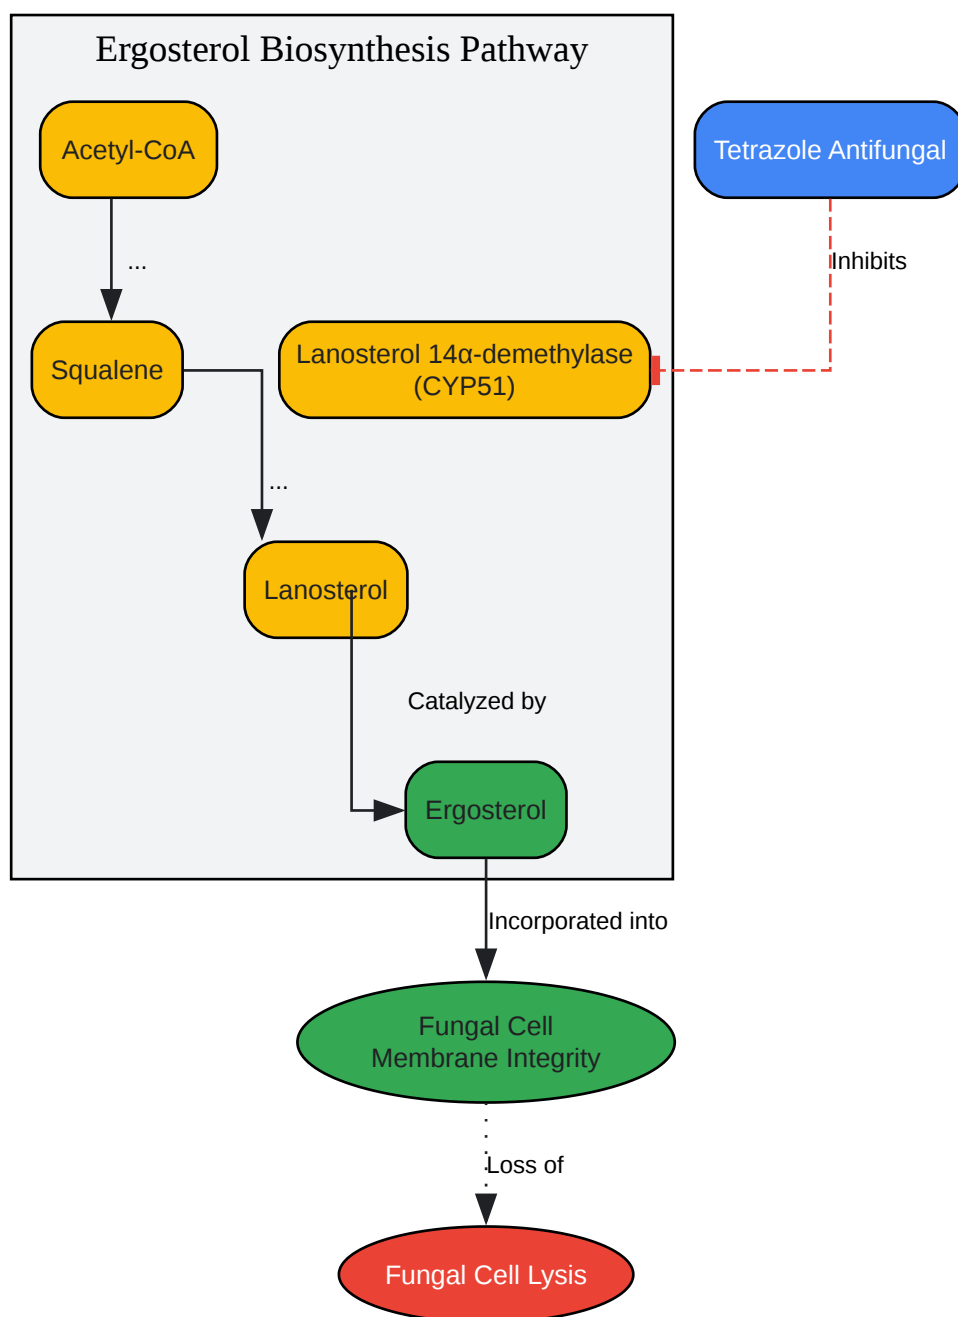 Ergosterol Biosynthesis Pathway
Acetyl-CoA
Tetrazole Antifungal
...
Inhibits
Squalene
Lanosterol 14α-demethylase
(CYP51)
...
Lanosterol
Catalyzed by
Ergosterol
Incorporated into
Fungal Cell
Membrane Integrity
Loss of
Fungal Cell Lysis